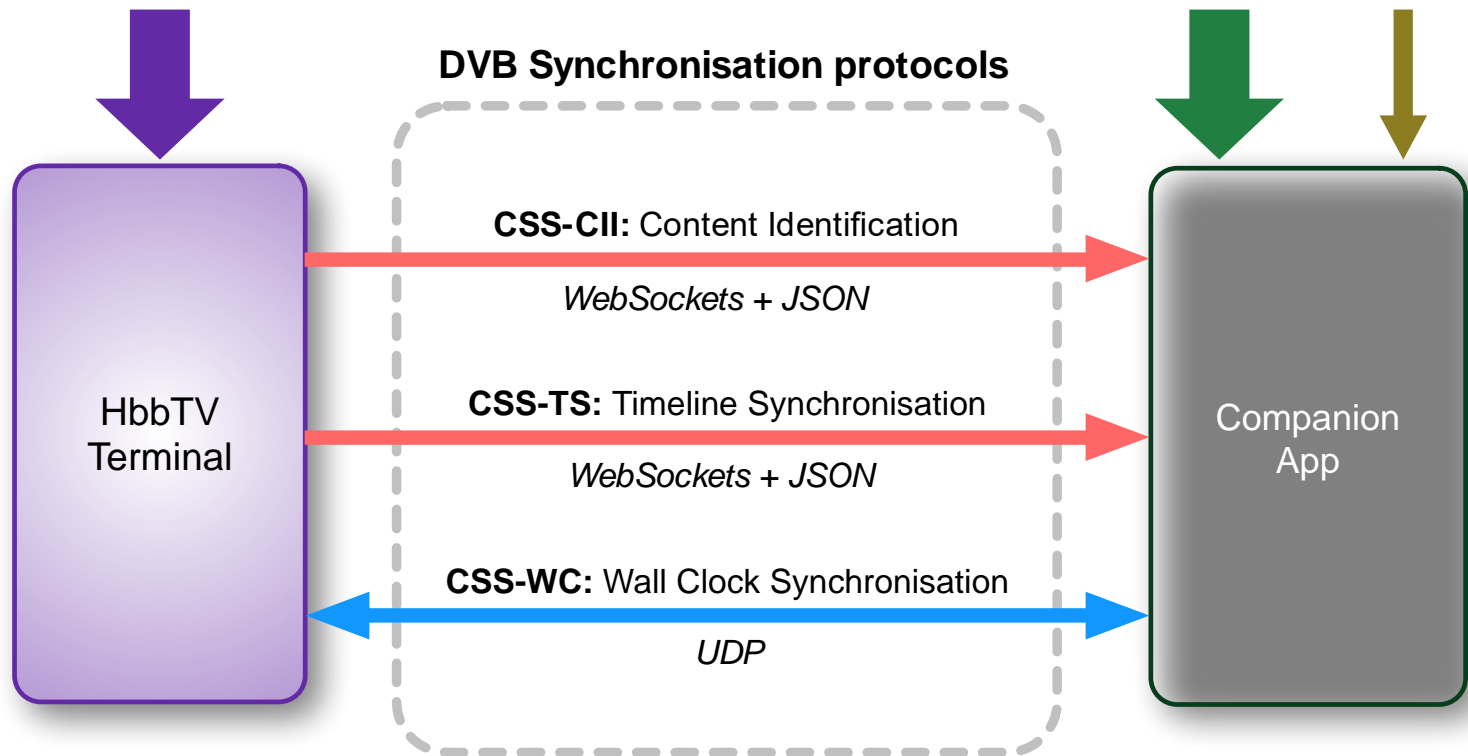 DVB Synchronisation protocols
CSS-CII: Content Identification
WebSockets + JSON
HbbTV
Terminal
CSS-TS: Timeline Synchronisation
WebSockets + JSON
Companion
App
CSS-WC: Wall Clock Synchronisation
UDP